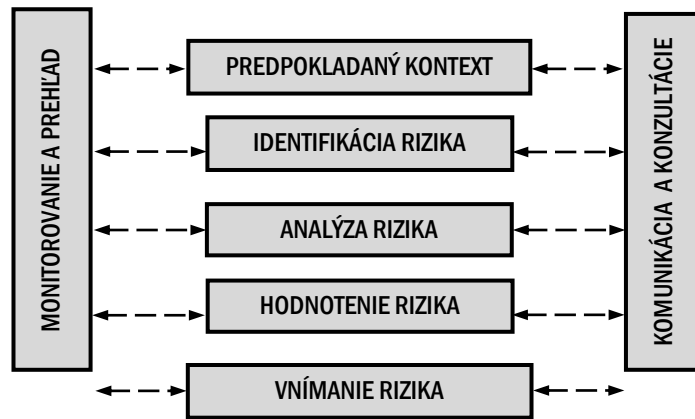 MONITOROVANIE A PREHĽAD
PREDPOKLADANÝ KONTEXT
IDENTIFIKÁCIA RIZIKA
ANALÝZA RIZIKA
HODNOTENIE RIZIKA
VNÍMANIE RIZIKA
KOMUNIKÁCIA A KONZULTÁCIE